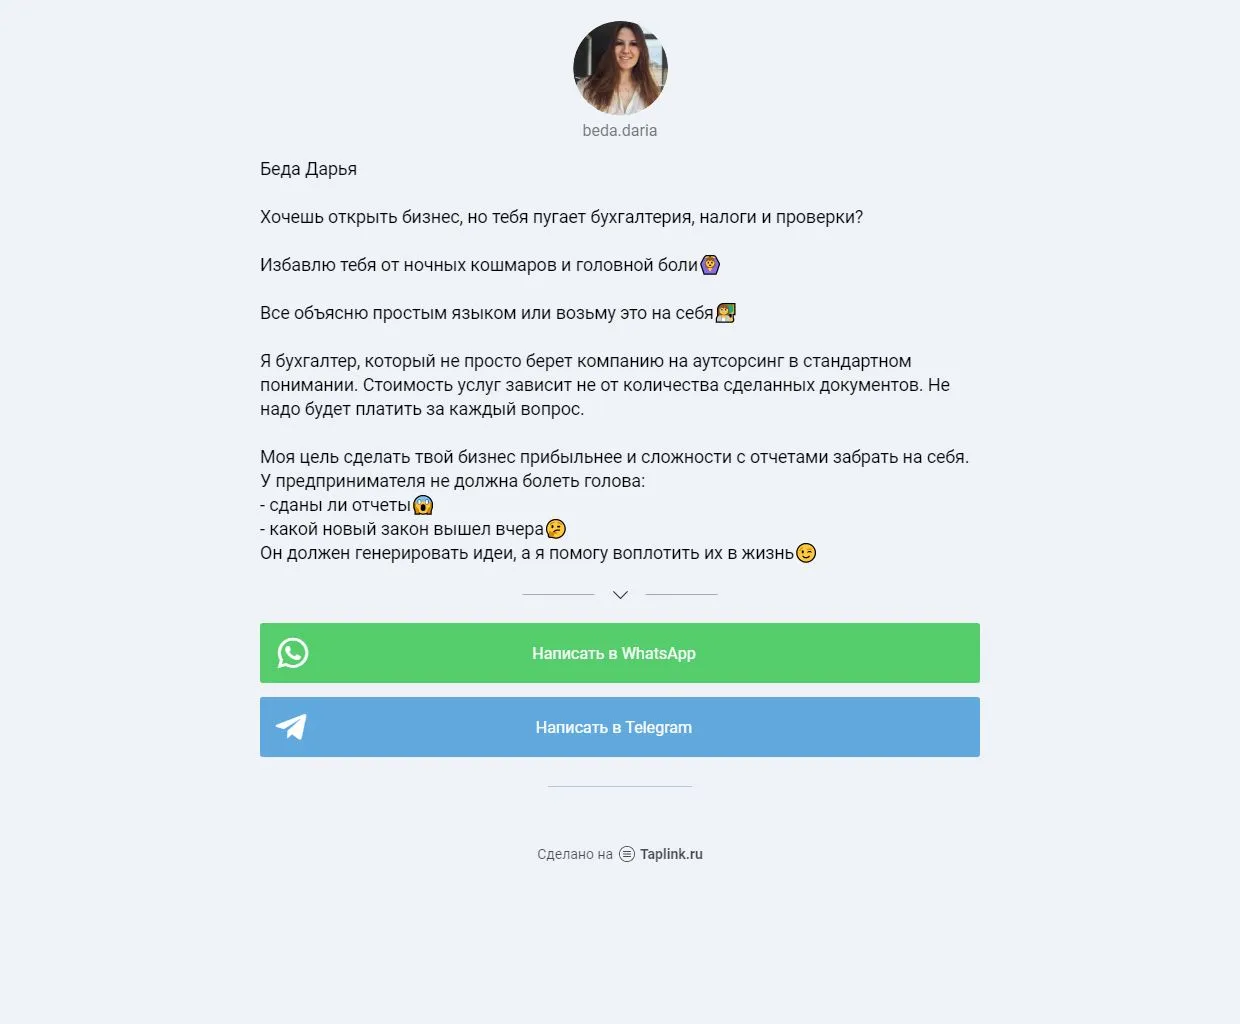 beda.daria
Беда Дарья
Хочешь открыть бизнес, но тебя пугает бухгалтерия, налоги и проверки?
Избавлю тебя от ночных кошмаров и головной боли🙆‍♀️
Все объясню простым языком или возьму это на себя👩‍🏫
Я бухгалтер, который не просто берет компанию на аутсорсинг в стандартном
понимании. Стоимость услуг зависит не от количества сделанных документов. Не
надо будет платить за каждый вопрос.
Моя цель сделать твой бизнес прибыльнее и сложности с отчетами забрать на себя.
У предпринимателя не должна болеть голова:
- сданы ли отчеты😱
- какой новый закон вышел вчера🤔
Он должен генерировать идеи, а я помогу воплотить их в жизнь😉
Написать в WhatsApp
Написать в Telegram
Сделано на Taplink.ru